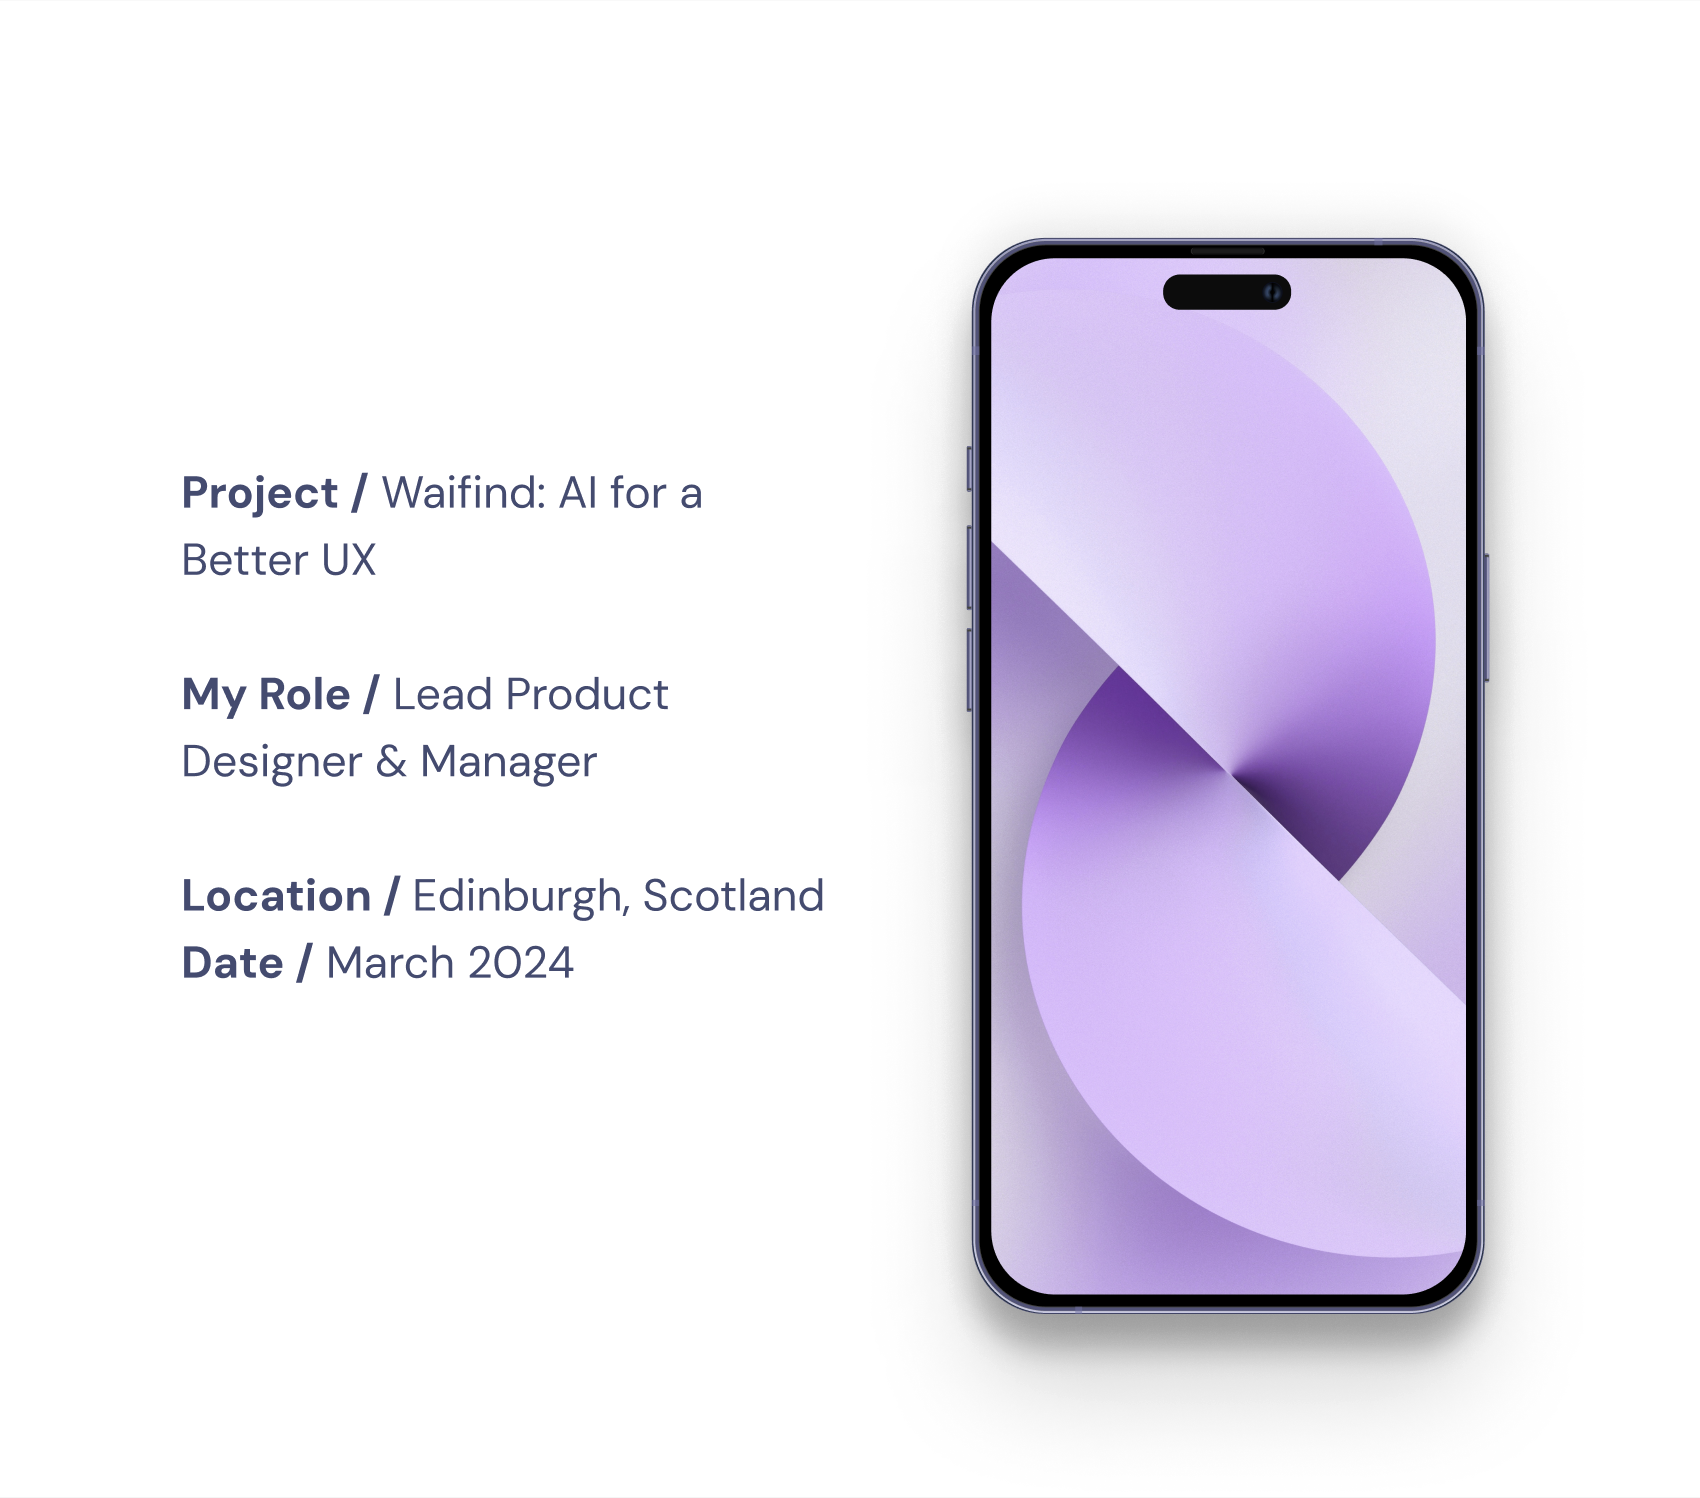 Project / Waifind: AI for a
Better UX
My Role / Lead Product
Designer & Manager
Location / Edinburgh, Scotland
Date / March 2024